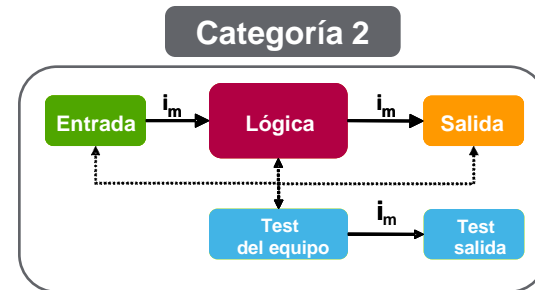 Categoría 2
im
im
Entrada
Lógica
Salida
im
Test
del equipo
Test
salida